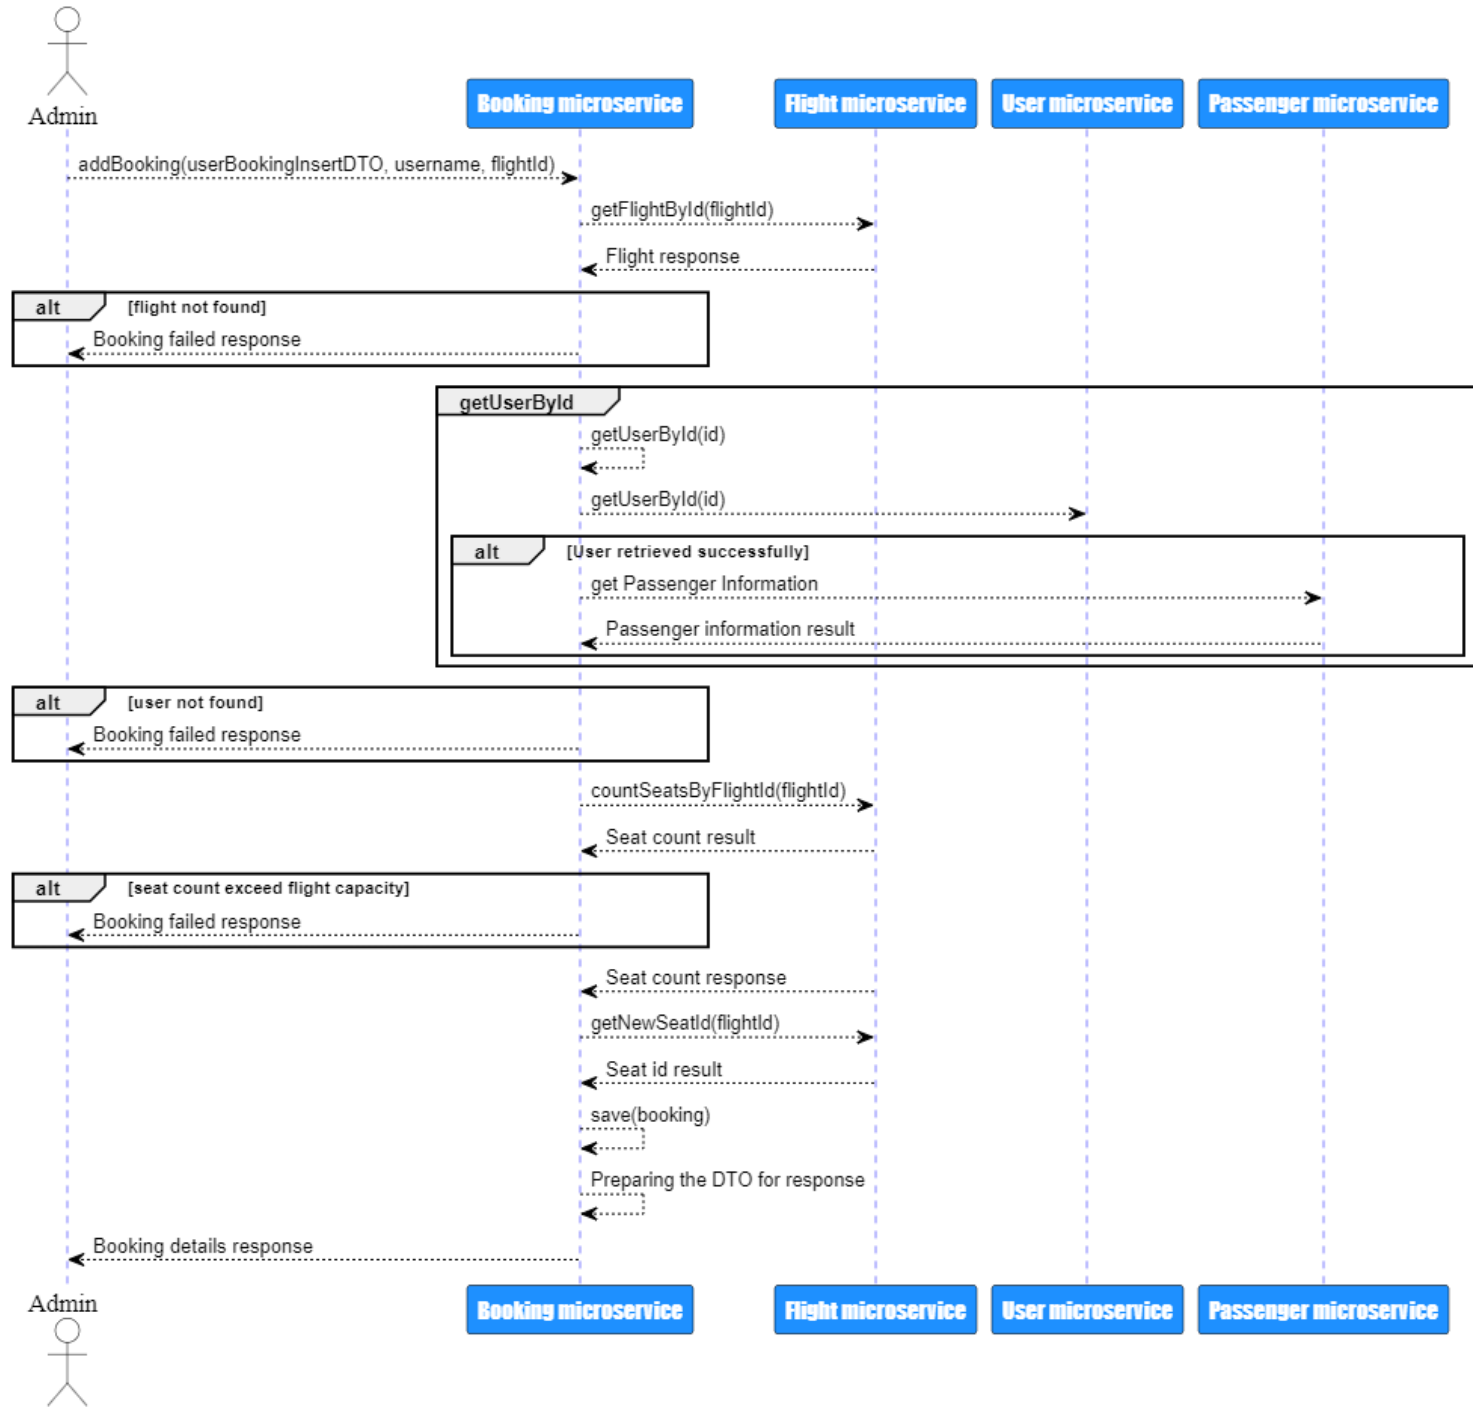 Admin
Booking microservice
Flight microservice
User microservice
Passenger microservice
addBooking(userBookingInsertDTO, username, flightId)
getFlightById(flightId)
Flight response
alt [flight not found]
Booking failed response
getUserById
getUserById(id)
getUserById(id)
alt [User retrieved successfully]
get Passenger Information
Passenger information result
alt [user not found]
Booking failed response
countSeatsByFlightId(flightId)
Seat count result
alt [seat count exceed flight capacity]
Booking failed response
Seat count response
getNewSeatId(flightId)
Seat id result
save(booking)
Preparing the DTO for response
Booking details response
Admin
Booking microservice
Flight microservice
User microservice
Passenger microservice